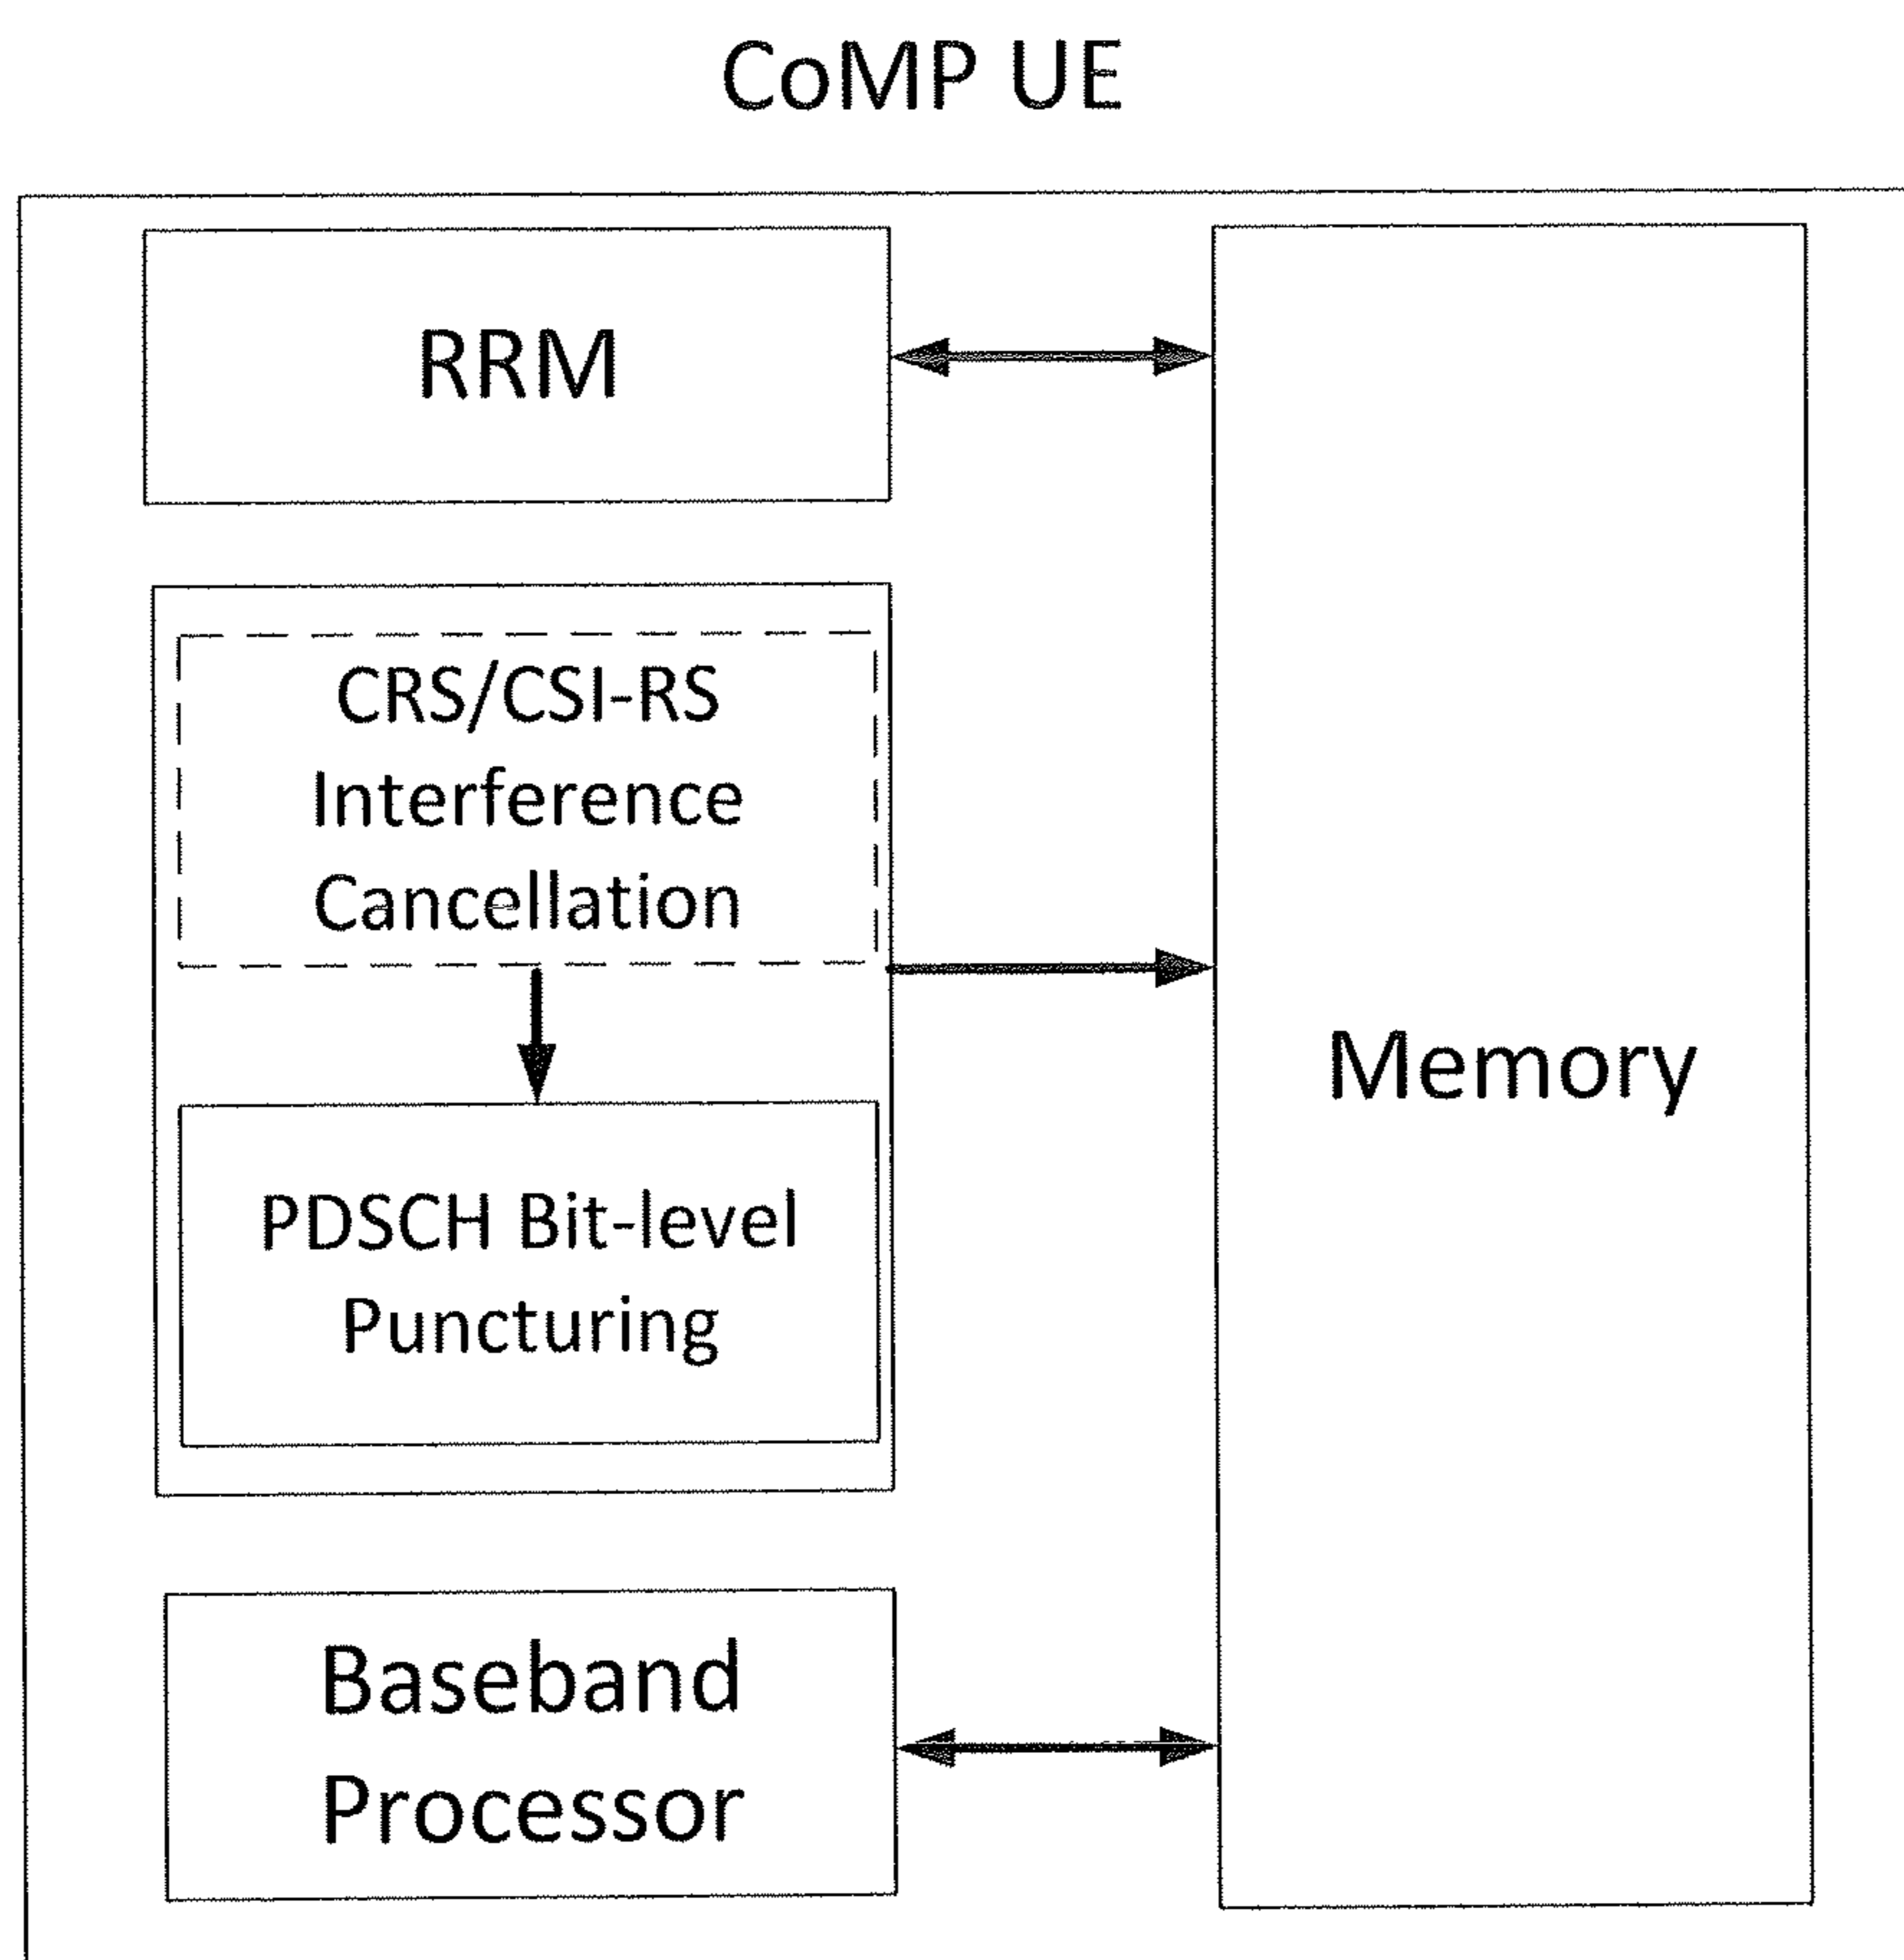 CoMP UE
RRM
CRS/CSI-RS
Interference
Cancellation
PDSCH Bit-level
Puncturing
Memory
Baseband
Processor